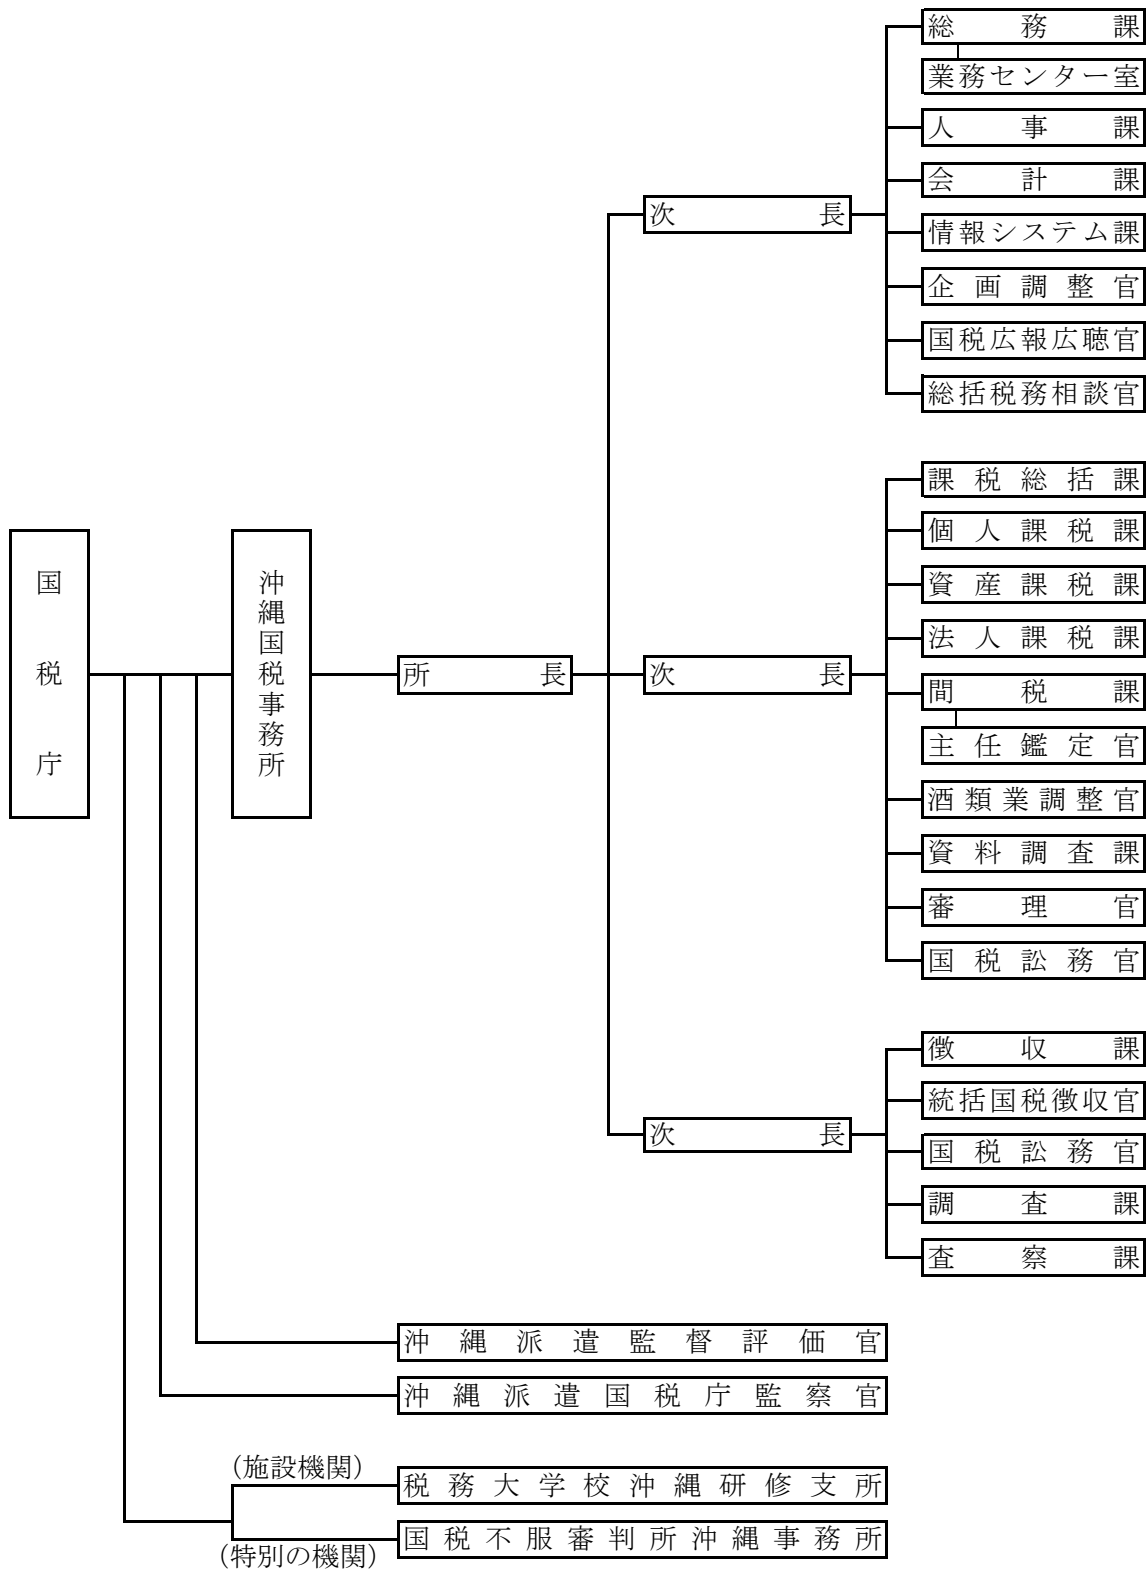 国税庁
沖縄国税事務所
所長
次長
総務課
業務センター室
人事課
会計課
情報システム課
企画調整官
国税広報広聴官
総括税務相談官
次長
課税総括課
個人課税課
資産課税課
法人課税課
間税課
主任鑑定官
酒類業調整官
資料調査課
審理官
国税訟務官
次長
徴収課
統括国税徴収官
国税訟務官
調査課
査察課
沖縄派遣監督評価官
沖縄派遣国税庁監察官
（施設機関）
税務大学校沖縄研修支所
（特別の機関）
国税不服審判所沖縄事務所